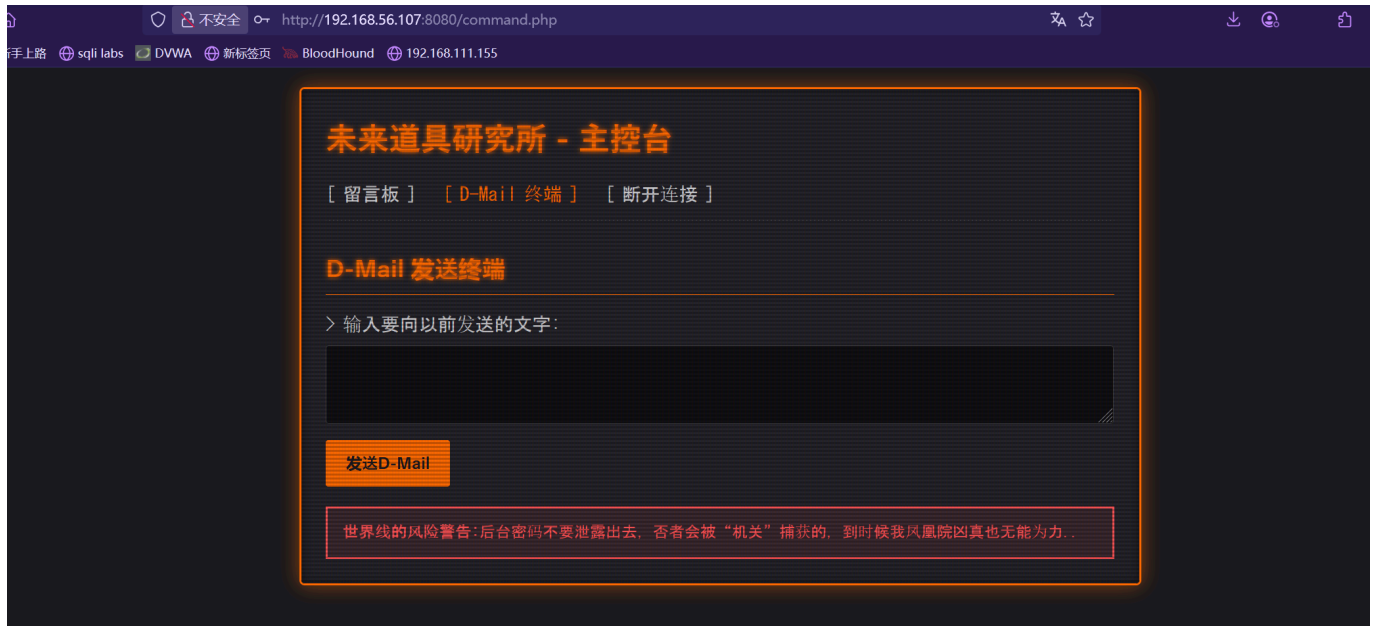 不安全 http://192.168.56.107:8080/command.php
手上路 sqli labs DVWA 新标签页 BloodHound 192.168.111.155
未来道具研究所 - 主控台
[ 留言板 ] [ D-Mail 终端 ] [ 断开连接 ]
D-Mail 发送终端
> 输入要向以前发送的文字:
发送D-Mail
世界线的风险警告:后台密码不要泄露出去, 否者会被“机关”捕获的, 到时候我凤凰院凶真也无能为力..